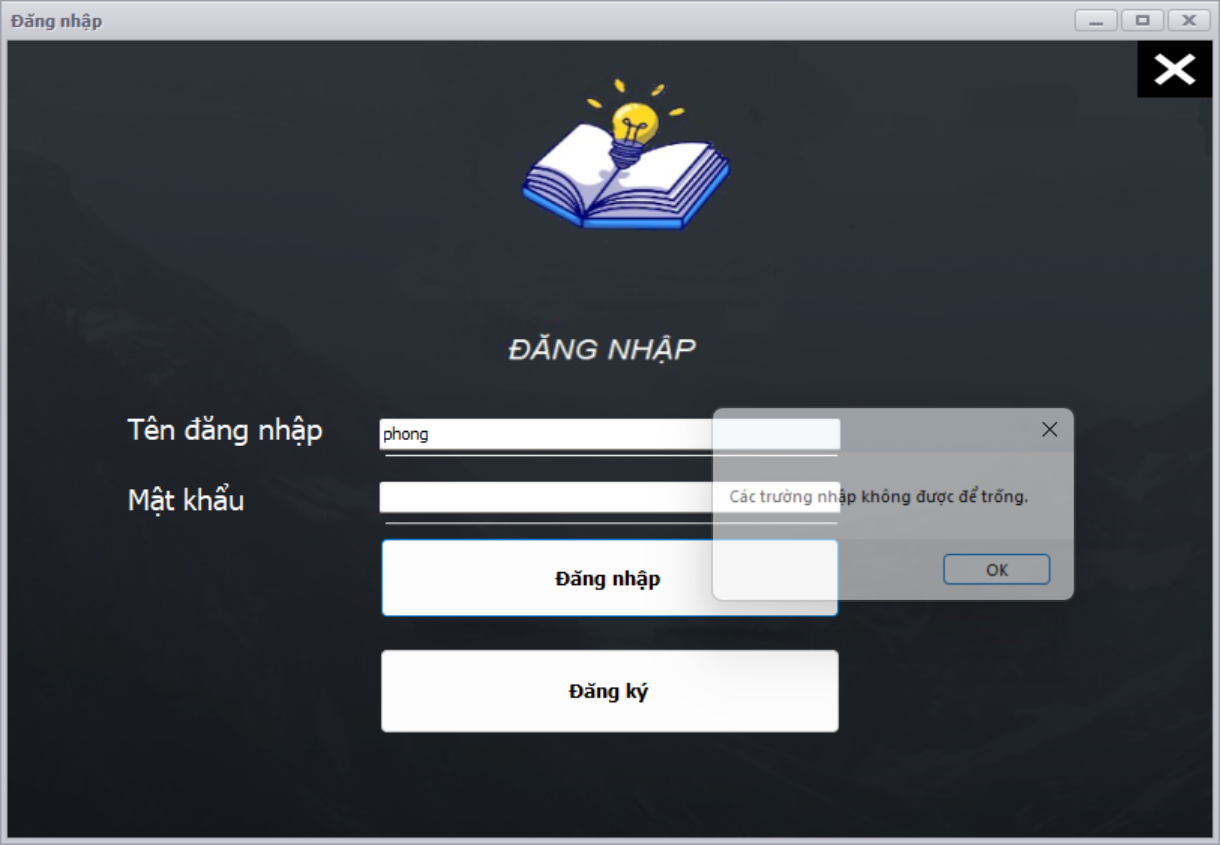 Đăng nhập
ĐĂNG NHẬP
Tên đăng nhập
phong
Mật khẩu
Các trường nhập không được để trống.
OK
Đăng nhập
Đăng ký